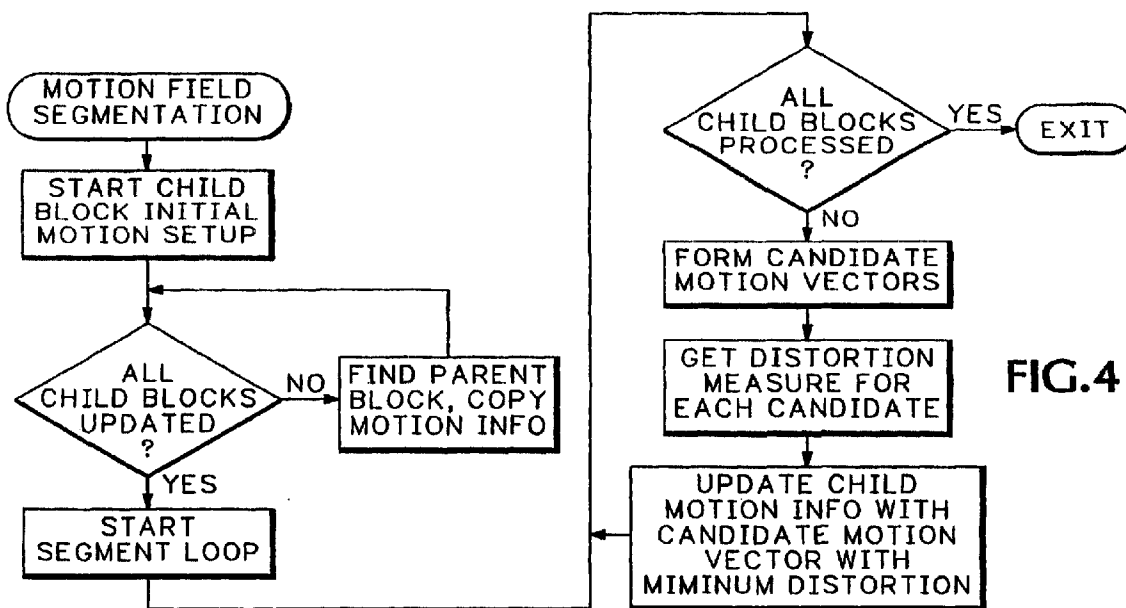 MOTION FIELD
SEGMENTATION
START CHILD
BLOCK INITIAL
MOTION SETUP
ALL
CHILD BLOCKS
UPDATED
?
NO
FIND PARENT
BLOCK, COPY
MOTION INFO
YES
START
SEGMENT LOOP
ALL
CHILD BLOCKS
PROCESSED
?
YES
EXIT
NO
FORM CANDIDATE
MOTION VECTORS
GET DISTORTION
MEASURE FOR
EACH CANDIDATE
UPDATE CHILD
MOTION INFO WITH
CANDIDATE MOTION
VECTOR WITH
MIMINUM DISTORTION
FIG.4